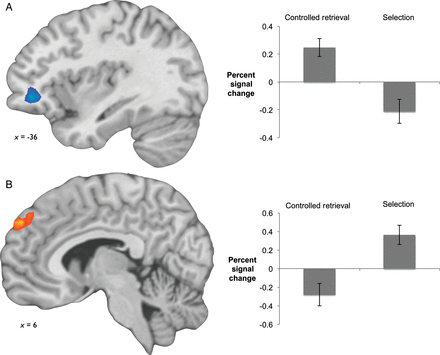 A
x = -36
Controlled retrieval Selection
Percent
signal
change
0.4
0.2
0
-0.2
-0.4
B
x = 6
Controlled retrieval Selection
Percent
signal
change
0.6
0.4
0.2
0
-0.2
-0.4
-0.6